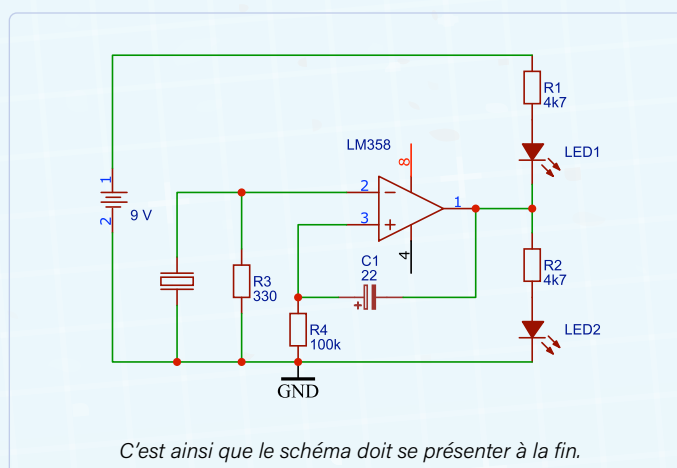 R1
4k7
LM358
8
LED1
1
2
1
3
2
9 V
C1
22
4
R2
4k7
R3
330
+
R4
100k
LED2
GND
C'est ainsi que le schéma doit se présenter à la fin.